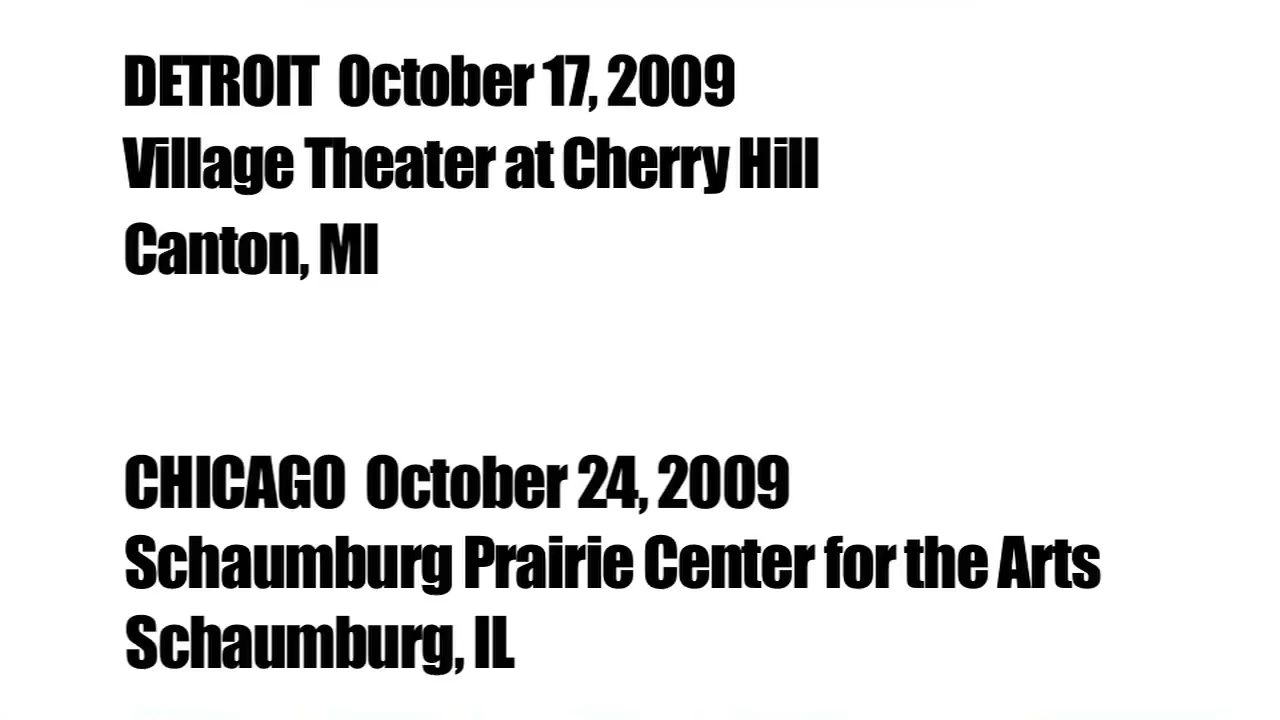 DETROIT October 17, 2009
Village Theater at Cherry Hill
Canton, MI
CHICAGO October 24, 2009
Schaumburg Prairie Center for the Arts
Schaumburg, IL